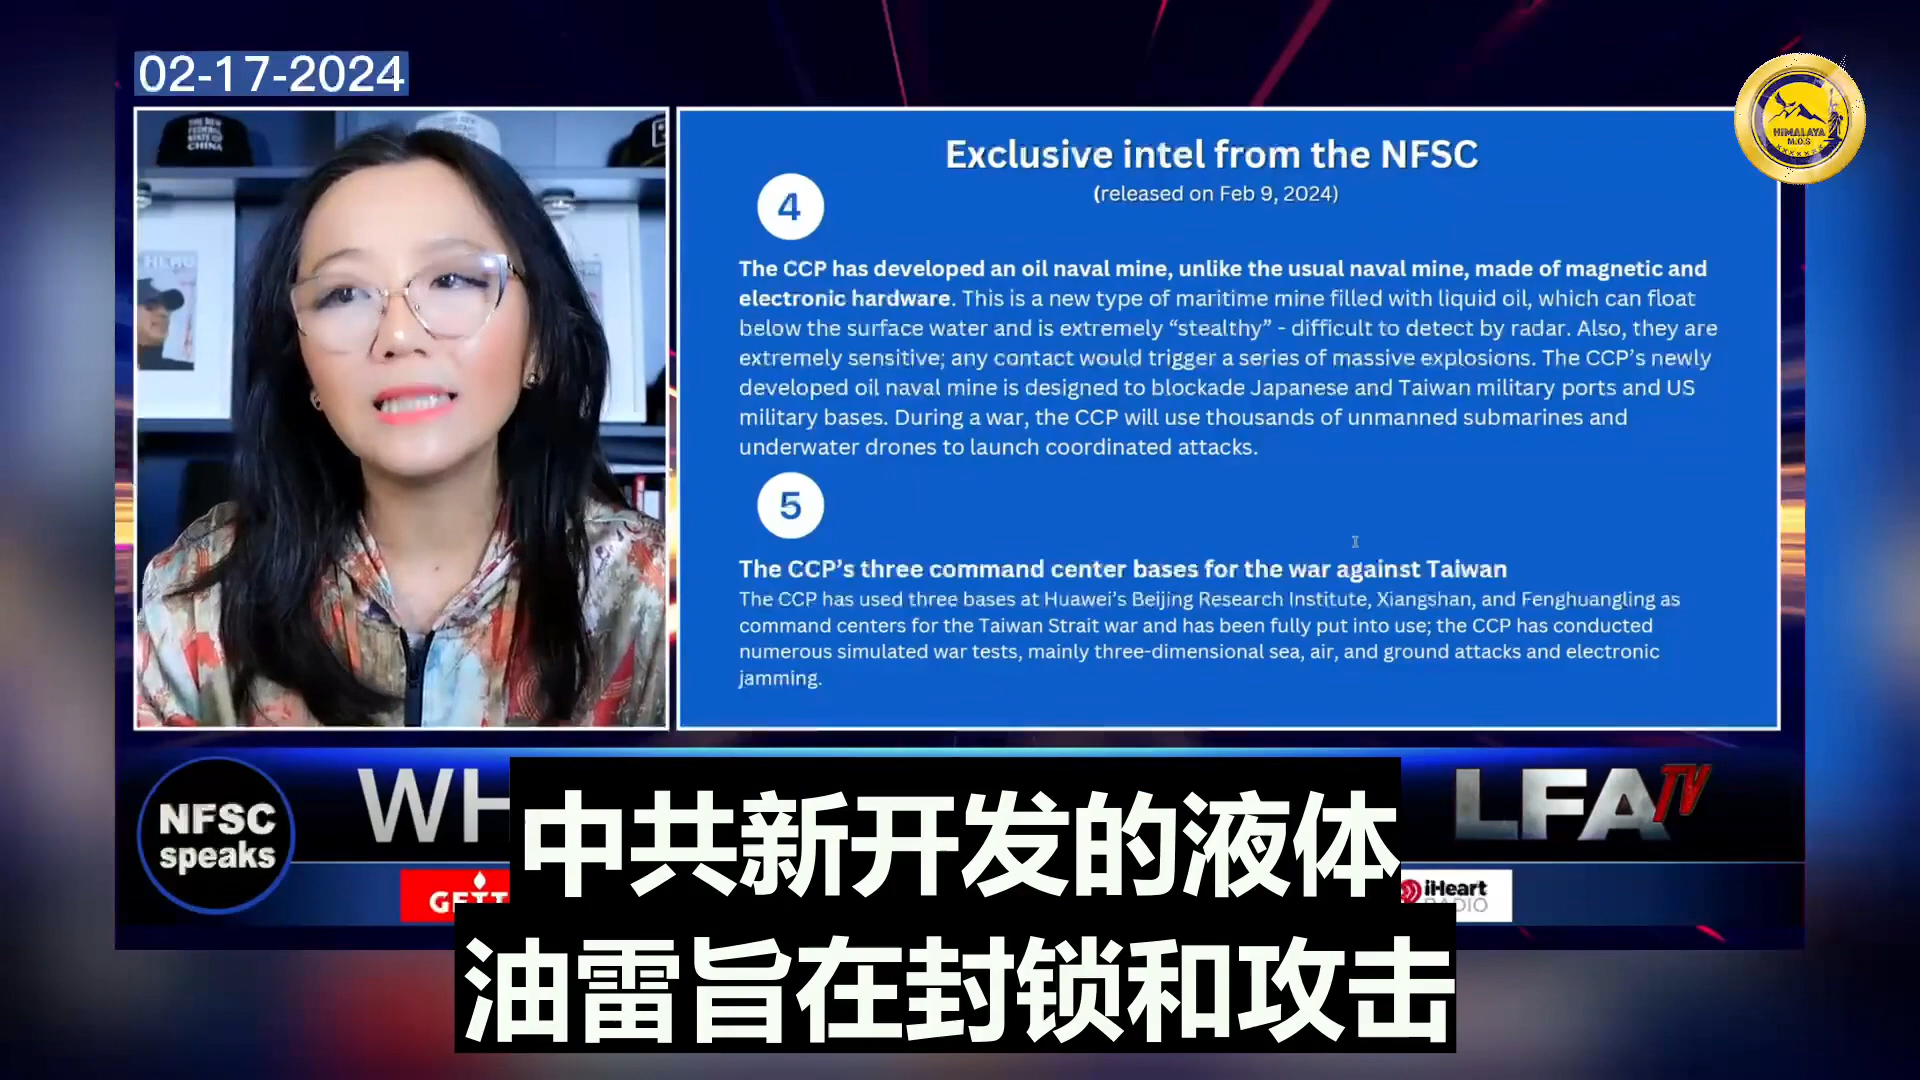 02-17-2024
THE NEW
FEDERAL
STATE OF
CHINA
HIMALAYA
M.O.S
Exclusive intel from the NFSC
(released on Feb 9, 2024)
4
The CCP has developed an oil naval mine, unlike the usual naval mine, made of magnetic and
electronic hardware. This is a new type of maritime mine filled with liquid oil, which can float
below the surface water and is extremely “stealthy” - difficult to detect by radar. Also, they are
extremely sensitive; any contact would trigger a series of massive explosions. The CCP’s newly
developed oil naval mine is designed to blockade Japanese and Taiwan military ports and US
military bases. During a war, the CCP will use thousands of unmanned submarines and
underwater drones to launch coordinated attacks.
5
The CCP’s three command center bases for the war against Taiwan
The CCP has used three bases at Huawei’s Beijing Research Institute, Xiangshan, and Fenghuangling as
command centers for the Taiwan Strait war and has been fully put into use; the CCP has conducted
numerous simulated war tests, mainly three-dimensional sea, air, and ground attacks and electronic
jamming.
NFSC
speaks
WH
LFA TV
GETT
iHeart
RADIO
中共新开发的液体
油雷旨在封锁和攻击